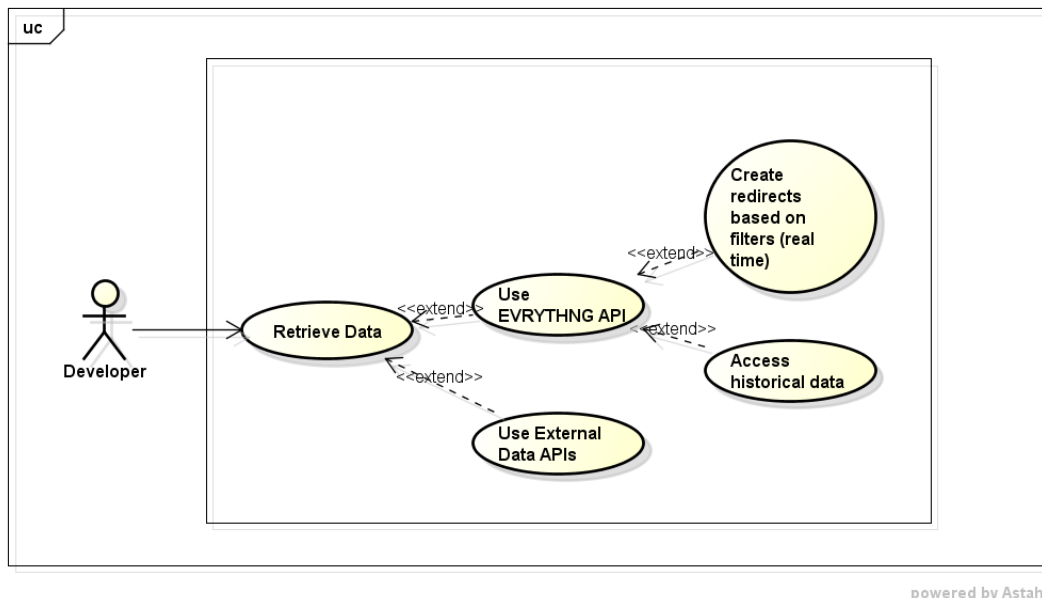 uc
Create
redirects
based on
filters (real
time)
<<extend>>
Use
EVRYTHNG API
<<extend>>
<<extend>>
Retrieve Data
Access
historical data
Developer
<<extend>>
Use External
Data APIs
powered by Astah